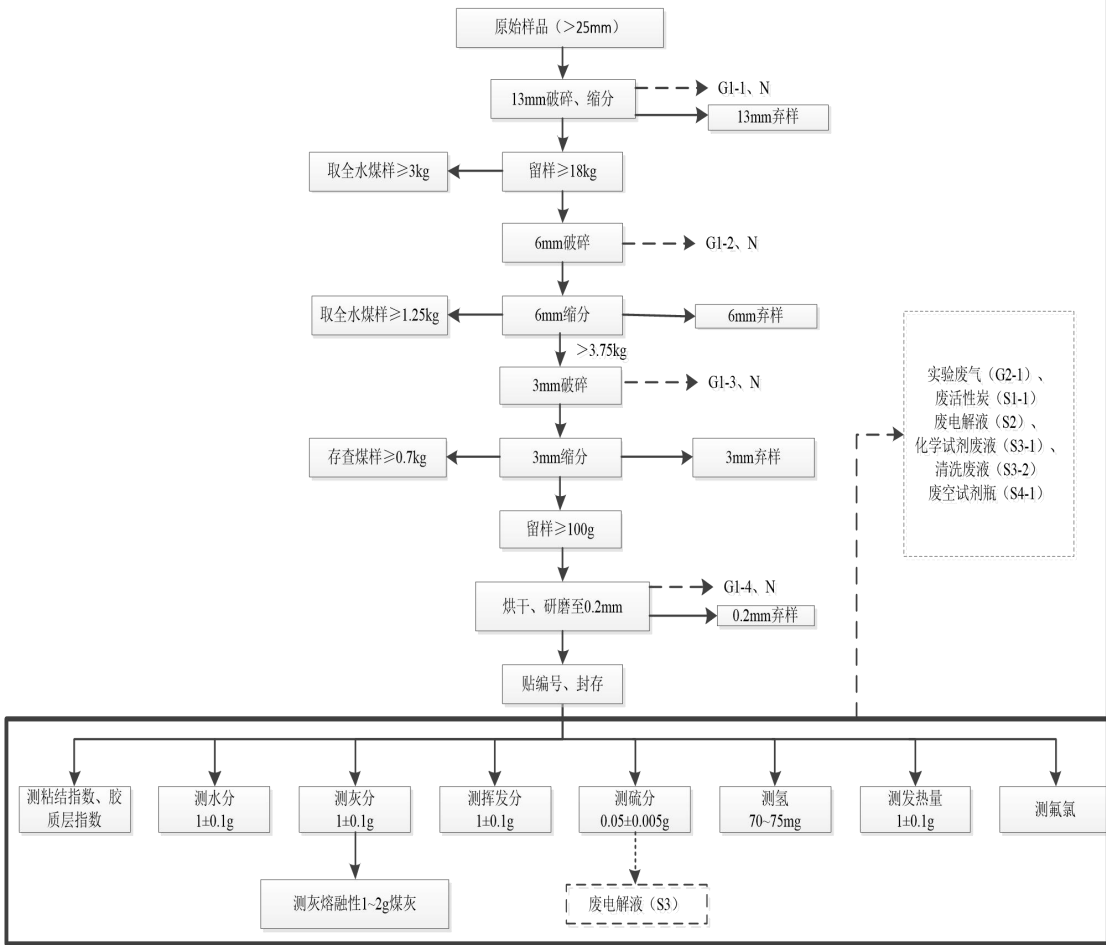 原始样品（＞25mm）
13mm破碎、缩分
G1-1、N
13mm弃样
取全水煤样≥3kg
留样≥18kg
6mm破碎
G1-2、N
取全水煤样≥1.25kg
6mm缩分
6mm弃样
＞3.75kg
3mm破碎
G1-3、N
存查煤样≥0.7kg
3mm缩分
3mm弃样
留样≥100g
烘干、研磨至0.2mm
G1-4、N
0.2mm弃样
贴编号、封存
实验废气（G2-1）、
废活性炭（S1-1）
废电解液（S2）、
化学试剂废液（S3-1）、
清洗废液（S3-2）
废空试剂瓶（S4-1）
测粘结指数、胶
质层指数
测水分
1±0.1g
测灰分
1±0.1g
测挥发分
1±0.1g
测硫分
0.05±0.005g
测氢
70~75mg
测发热量
1±0.1g
测氟氯
测灰熔融性1~2g煤灰
废电解液（S3）